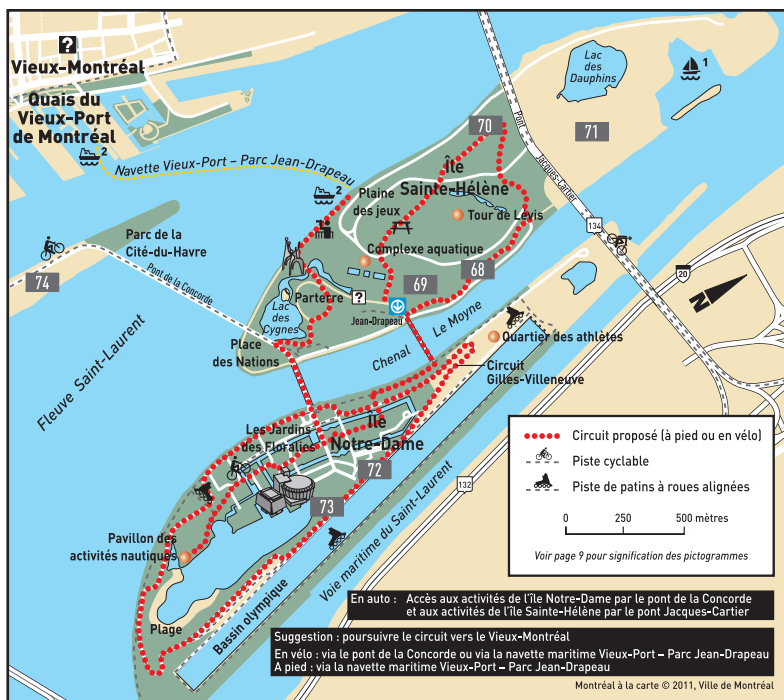 ?
Vieux-Montréal
Quais du
Vieux-Port
de Montréal
2
Navette Vieux-Port – Parc Jean-Drapeau
Lac
des
Dauphins
1
70
71
Pont
Jacques-Cartier
Île
Sainte-Hélène
2
Plaine
des jeux
Tour de Lévis
134
Parc de la
Cité-du-Havre
Complexe aquatique
20
74
Pont de la Concorde
69
68
Parterre
?
Lac
des
Cygnes
Jean-Drapeau
N
Place
des Nations
Chenal Le Moyne
Quartier des athlètes
Fleuve Saint-Laurent
Circuit
Gilles-Villeneuve
Les Jardins
des Floralies
Île
Notre-Dame
72
132
73
Pavillon des
activités nautiques
Plage
Bassin olympique
Voie maritime du Saint-Laurent
Circuit proposé (à pied ou en vélo)
Piste cyclable
Piste de patins à roues alignées
0 250 500 mètres
Voir page 9 pour signification des pictogrammes
En auto : Accès aux activités de l'île Notre-Dame par le pont de la Concorde
et aux activités de l'île Sainte-Hélène par le pont Jacques-Cartier
Suggestion : poursuivre le circuit vers le Vieux-Montréal
En vélo : via le pont de la Concorde ou via la navette maritime Vieux-Port – Parc Jean-Drapeau
A pied : via la navette maritime Vieux-Port – Parc Jean-Drapeau
Montréal à la carte © 2011, Ville de Montréal